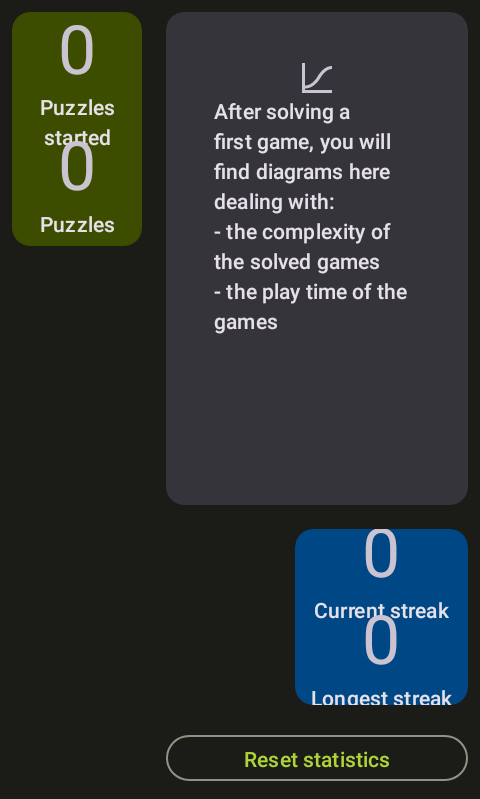 0
Puzzles
started
0
Puzzles
After solving a
first game, you will
find diagrams here
dealing with:
- the complexity of
the solved games
- the play time of the
games
0
Current streak
0
Longest streak
Reset statistics